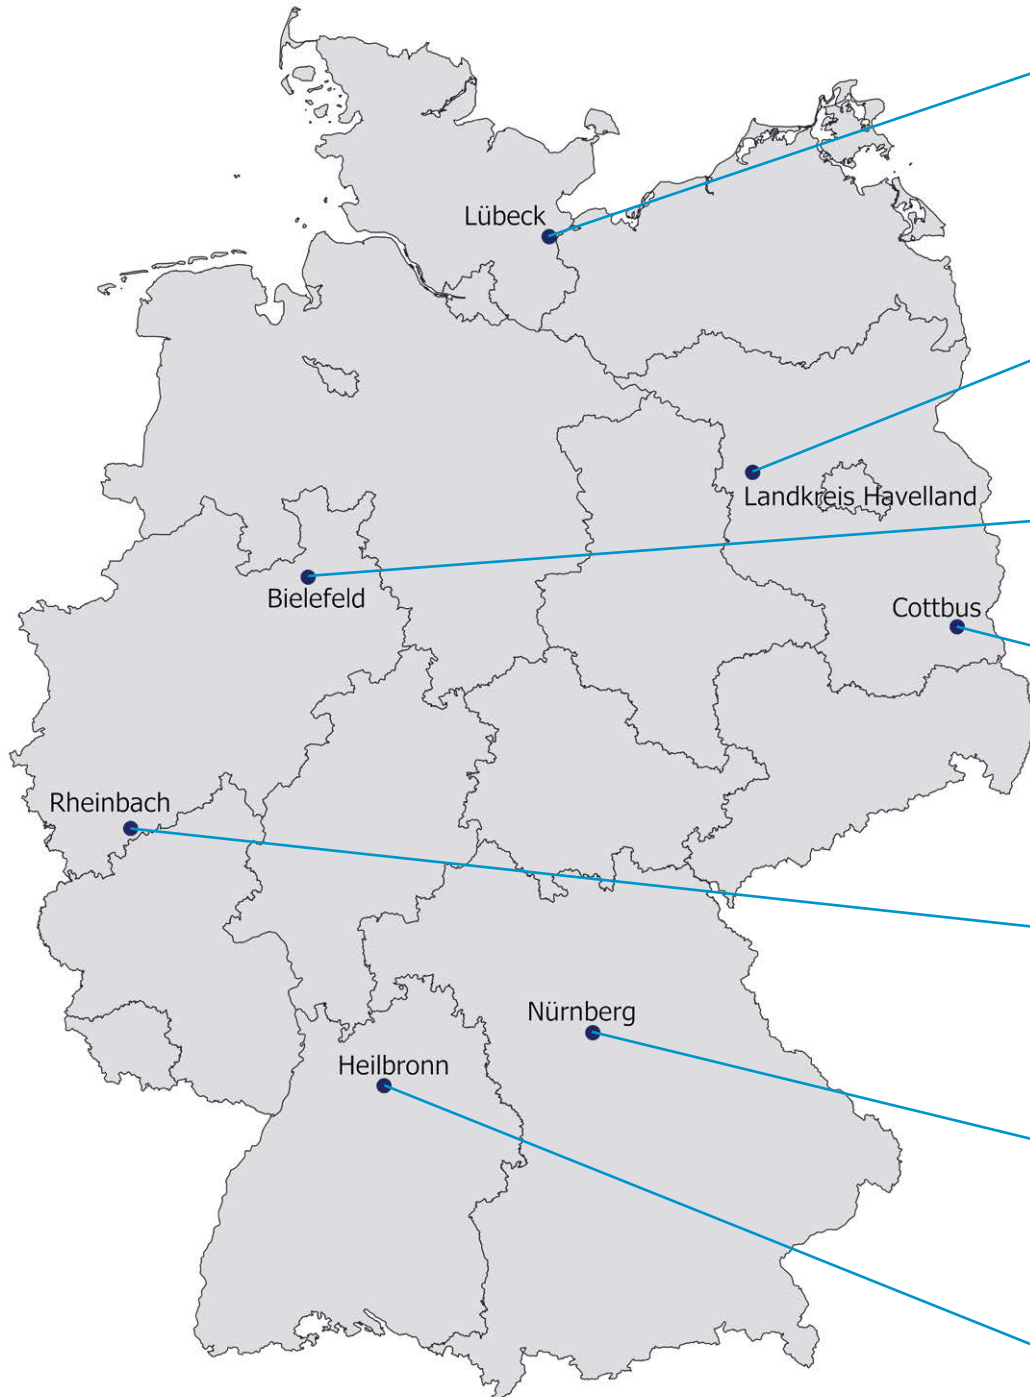 Lübeck
Landkreis Havelland
Bielefeld
Cottbus
Rheinbach
Nürnberg
Heilbronn